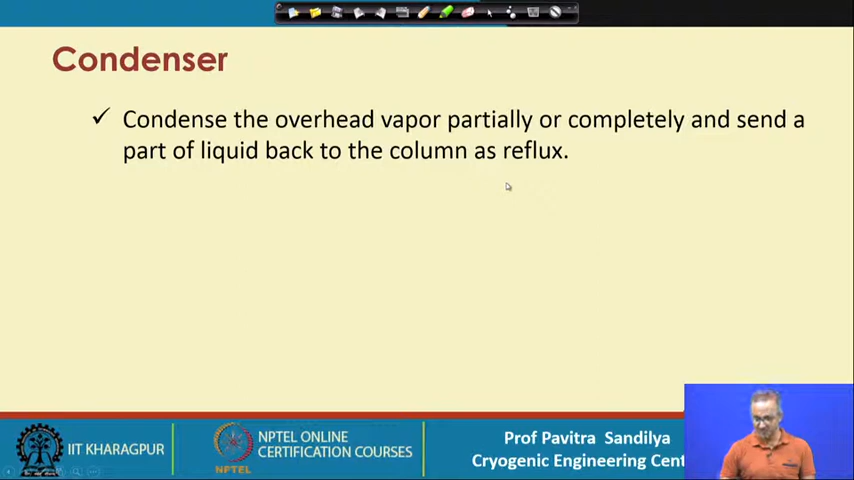 Condenser
✓ Condense the overhead vapor partially or completely and send a
part of liquid back to the column as reflux.
IIT KHARAGPUR
NPTEL
NPTEL ONLINE
CERTIFICATION COURSES
Prof Pavitra Sandilya
Cryogenic Engineering Cent